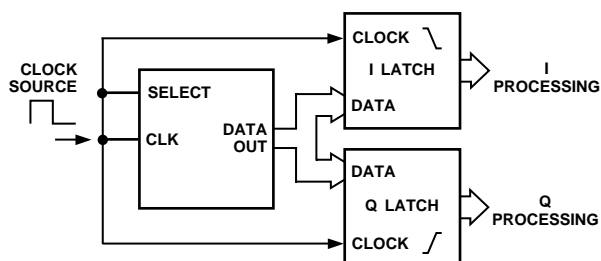 CLOCK
SOURCE
SELECT
CLK
DATA
OUT
CLOCK
I LATCH
DATA
I
PROCESSING
DATA
Q LATCH
CLOCK
Q
PROCESSING